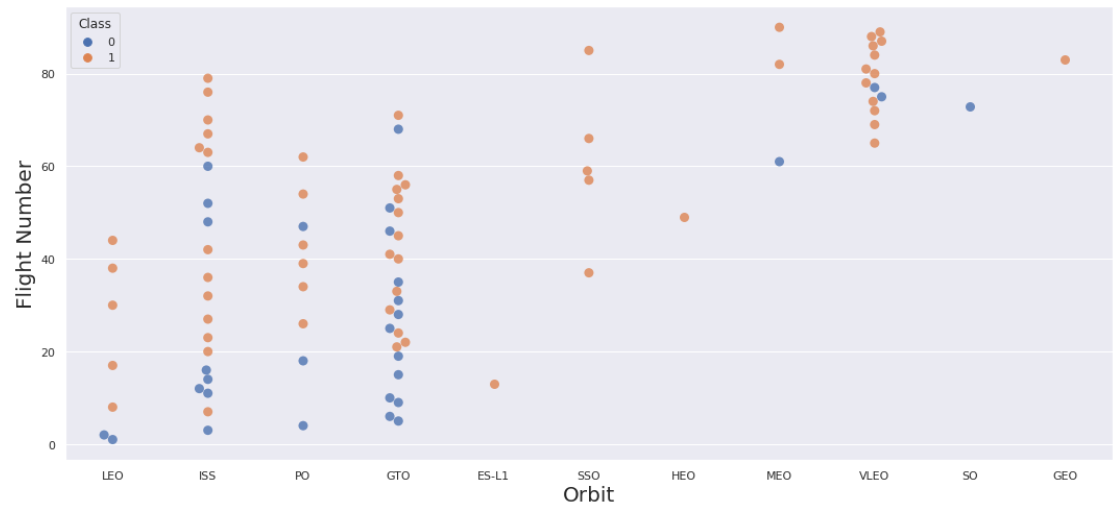 Class
0
1
80
60
40
20
0
Flight Number
LEO ISS PO GTO ES-L1 SSO HEO MEO VLEO SO GEO
Orbit